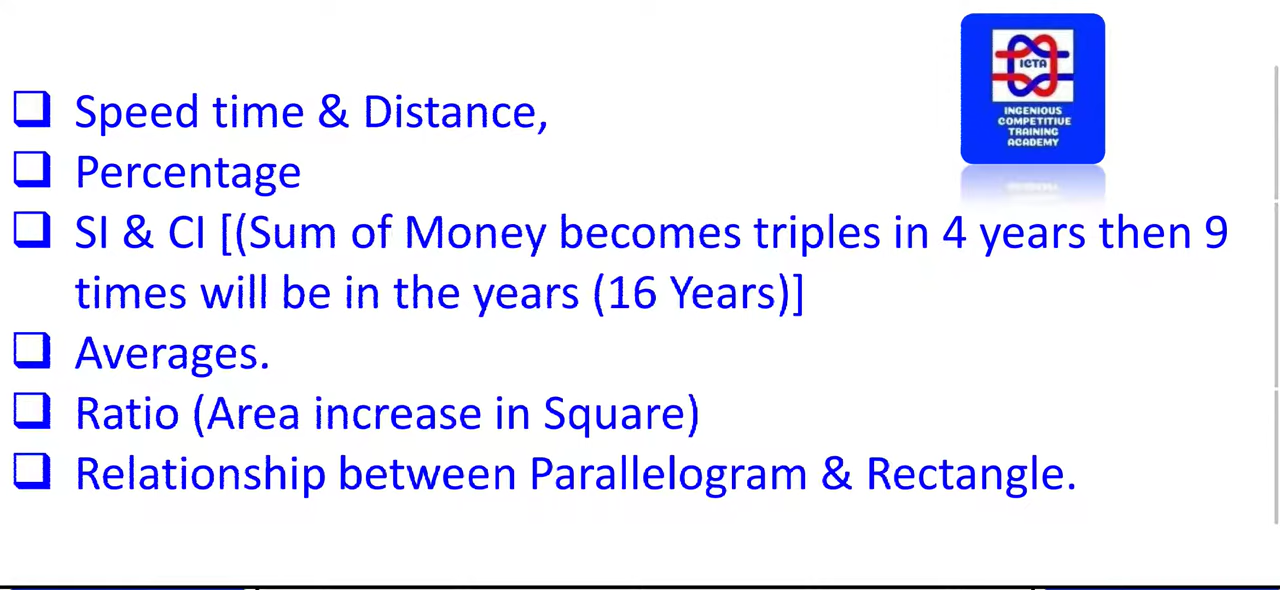 ICTA
INGENIOUS
COMPETITIVE
TRAINING
ACADEMY
❑ Speed time & Distance,
❑ Percentage
❑ SI & CI [(Sum of Money becomes triples in 4 years then 9
times will be in the years (16 Years)]
❑ Averages.
❑ Ratio (Area increase in Square)
❑ Relationship between Parallelogram & Rectangle.